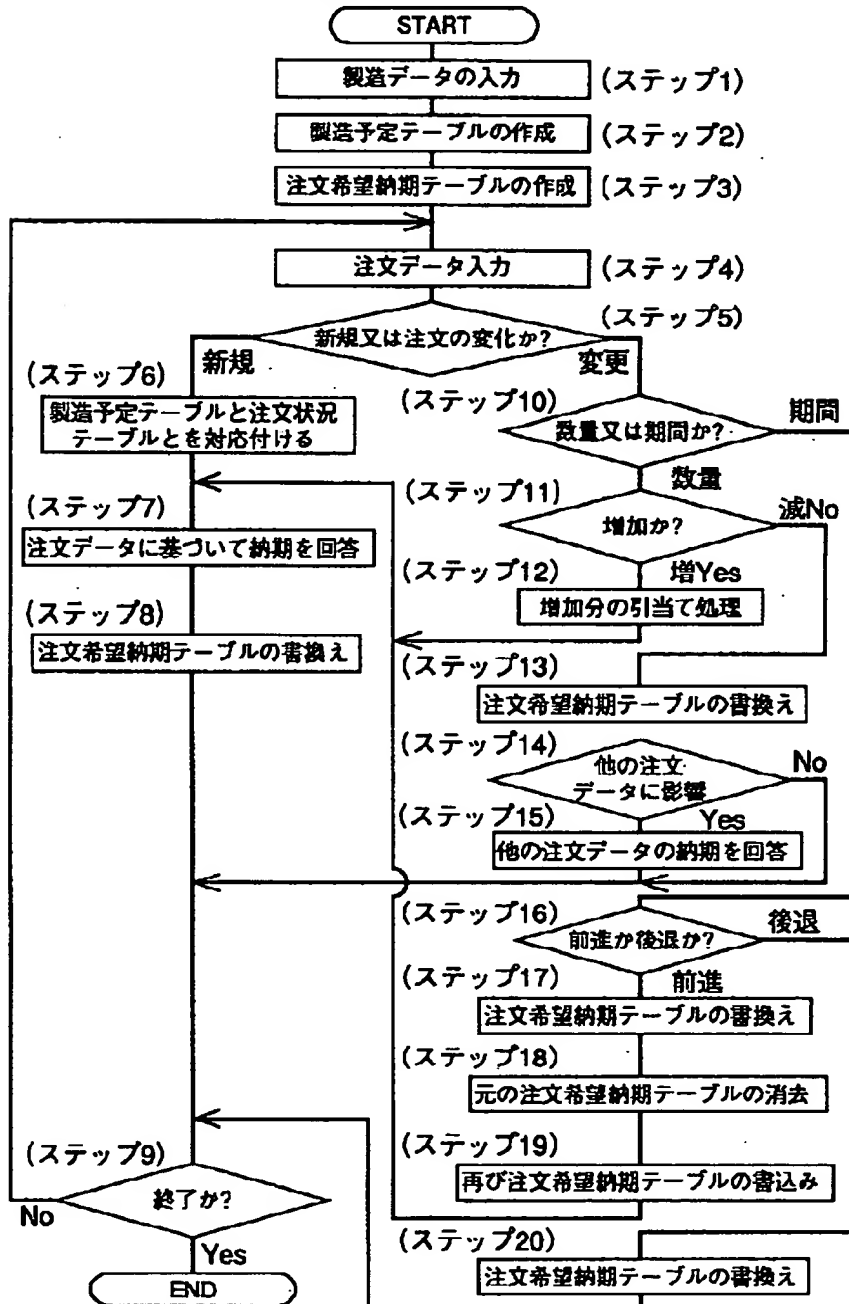 START
製造データの入力
(ステップ1)
製造予定テーブルの作成
(ステップ2)
注文希望納期テーブルの作成
(ステップ3)
注文データ入力
(ステップ4)
新規又は注文の変化か?
(ステップ5)
新規
変更
(ステップ6)
製造予定テーブルと注文状況
テーブルとを対応付ける
(ステップ10)
数量又は期間か?
期間
数量
(ステップ7)
注文データに基づいて納期を回答
(ステップ11)
増加か?
減No
増Yes
(ステップ8)
注文希望納期テーブルの書換え
(ステップ12)
増加分の引当て処理
(ステップ13)
注文希望納期テーブルの書換え
(ステップ14)
他の注文
データに影響
No
Yes
(ステップ15)
他の注文データの納期を回答
(ステップ16)
前進か後退か?
後退
前進
(ステップ17)
注文希望納期テーブルの書換え
(ステップ18)
元の注文希望納期テーブルの消去
(ステップ19)
再び注文希望納期テーブルの書込み
(ステップ9)
終了か?
No
Yes
END
(ステップ20)
注文希望納期テーブルの書換え